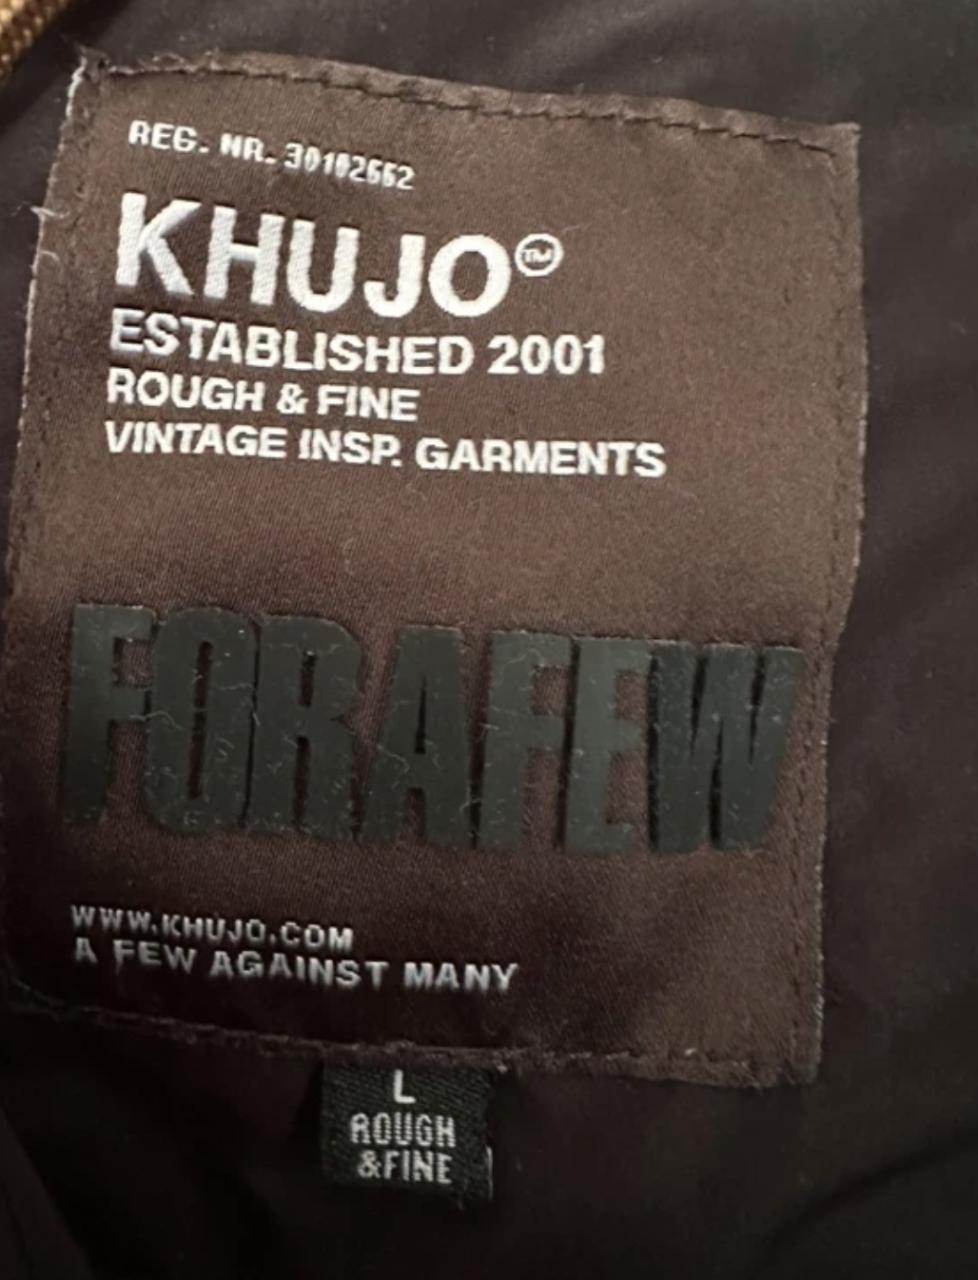 REG. NR. 30102662
KHUJO™
ESTABLISHED 2001
ROUGH & FINE
VINTAGE INSP. GARMENTS
FORAFEW
WWW.KHUJO.COM
A FEW AGAINST MANY
L
ROUGH
&FINE